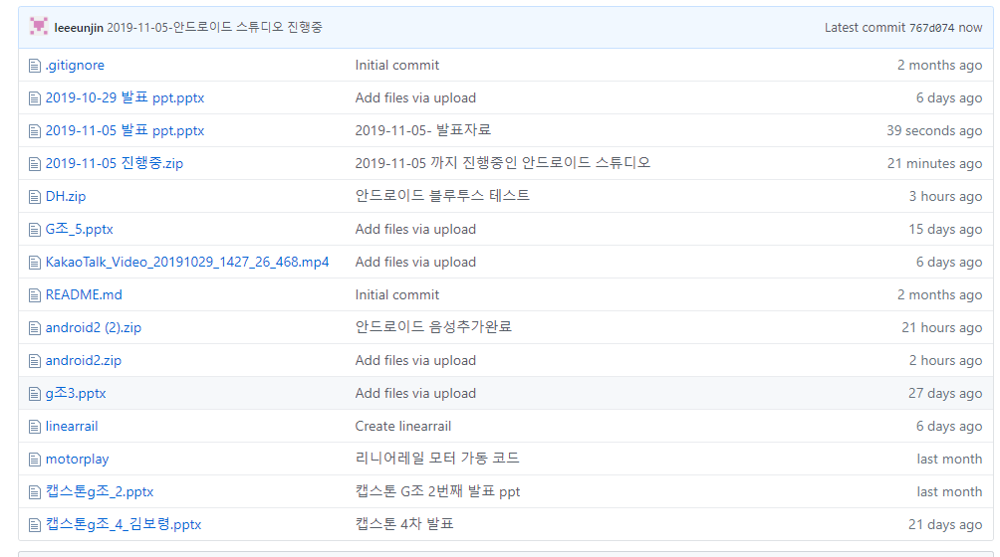 leeeunjin 2019-11-05-안드로이드 스튜디오 진행중 Latest commit 767d074 now
.gitignore Initial commit 2 months ago
2019-10-29 발표 ppt.pptx Add files via upload 6 days ago
2019-11-05 발표 ppt.pptx 2019-11-05- 발표자료 39 seconds ago
2019-11-05 진행중.zip 2019-11-05 까지 진행중인 안드로이드 스튜디오 21 minutes ago
DH.zip 안드로이드 블루투스 테스트 3 hours ago
G조_5.pptx Add files via upload 15 days ago
KakaoTalk_Video_20191029_1427_26_468.mp4 Add files via upload 6 days ago
README.md Initial commit 2 months ago
android2 (2).zip 안드로이드 음성추가완료 21 hours ago
android2.zip Add files via upload 2 hours ago
g조3.pptx Add files via upload 27 days ago
linearrail Create linearrail 6 days ago
motorplay 리니어레일 모터 가동 코드 last month
캡스톤g조_2.pptx 캡스톤 G조 2번째 발표 ppt last month
캡스톤g조_4_김보령.pptx 캡스톤 4차 발표 21 days ago